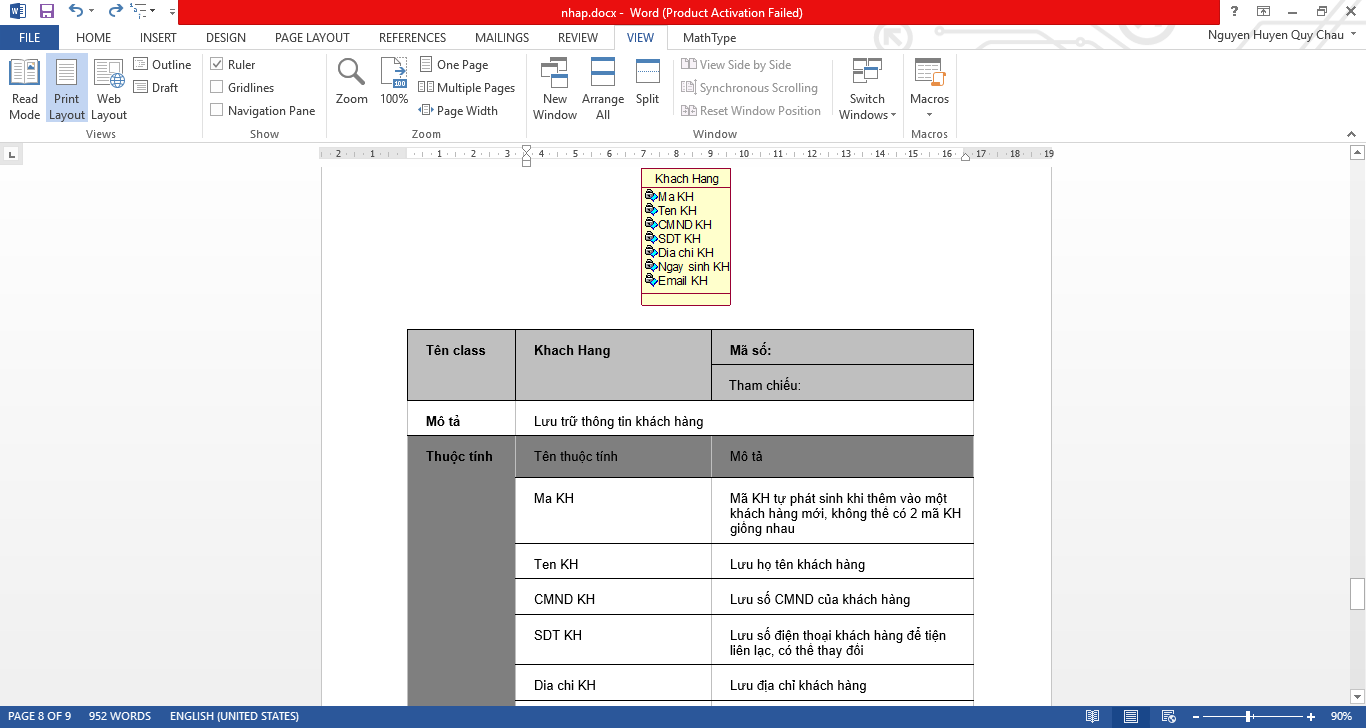 nhap.docx - Word (Product Activation Failed)
FILE HOME INSERT DESIGN PAGE LAYOUT REFERENCES MAILINGS REVIEW VIEW MathType
Nguyen Huyen Quy Chau
Read Mode
Print Layout
Web Layout
Outline
Draft
Views
Ruler
Gridlines
Navigation Pane
Show
Zoom
100
100%
One Page
Multiple Pages
Page Width
Zoom
New Window
Arrange All
Split
View Side by Side
Synchronous Scrolling
Reset Window Position
Window
Switch Windows
Macros
Macros
2 1 1 2 3 4 5 6 7 8 9 10 11 12 13 14 15 16 17 18 19
Khach Hang
Ma KH
Ten KH
CMND KH
SDT KH
Dia chi KH
Ngay sinh KH
Email KH
Tên class Khach Hang Mã số:
Tham chiếu:
Mô tả Lưu trữ thông tin khách hàng
Thuộc tính Tên thuộc tính Mô tả
Ma KH Mã KH tự phát sinh khi thêm vào một
khách hàng mới, không thể có 2 mã KH
giống nhau
Ten KH Lưu họ tên khách hàng
CMND KH Lưu số CMND của khách hàng
SDT KH Lưu số điện thoại khách hàng để tiện
liên lạc, có thể thay đổi
Dia chi KH Lưu địa chỉ khách hàng
PAGE 8 OF 9 952 WORDS ENGLISH (UNITED STATES) 90%